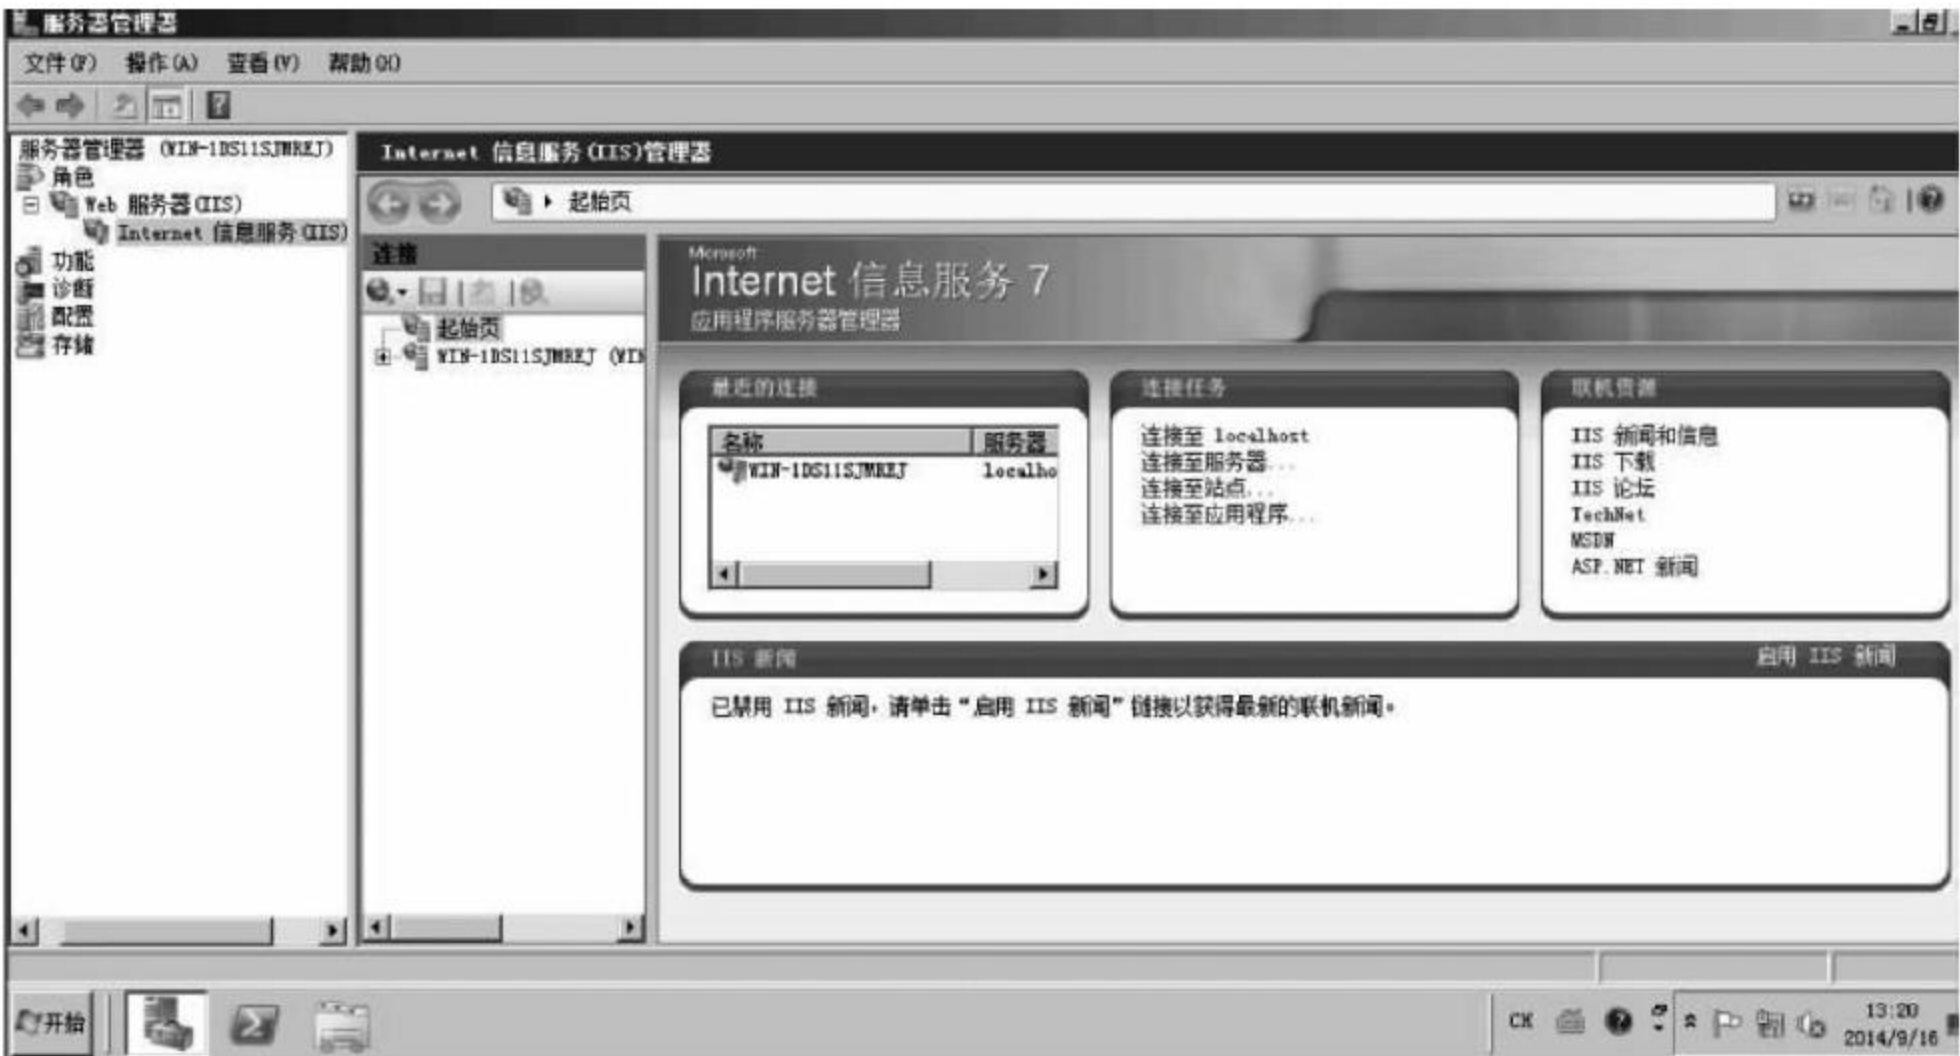 服务器管理器
文件(F) 操作(A) 查看(V) 帮助(H)
服务器管理器 (WIN-1DS11SJMREJ)
角色
Web 服务器(IIS)
Internet 信息服务(IIS)
功能
诊断
配置
存储
Internet 信息服务(IIS)管理器
起始页
连接
起始页
WIN-1DS11SJMREJ (WIN
Microsoft
Internet 信息服务 7
应用程序服务器管理器
最近的连接
名称 服务器
WIN-1DS11SJMREJ localho
连接任务
连接至 localhost
连接至服务器...
连接至站点...
连接至应用程序...
联机资源
IIS 新闻和信息
IIS 下载
IIS 论坛
TechNet
MSDN
ASP.NET 新闻
IIS 新闻 启用 IIS 新闻
已禁用 IIS 新闻，请单击“启用 IIS 新闻”链接以获得最新的联机新闻。
开始
CH
13:20
2014/9/16